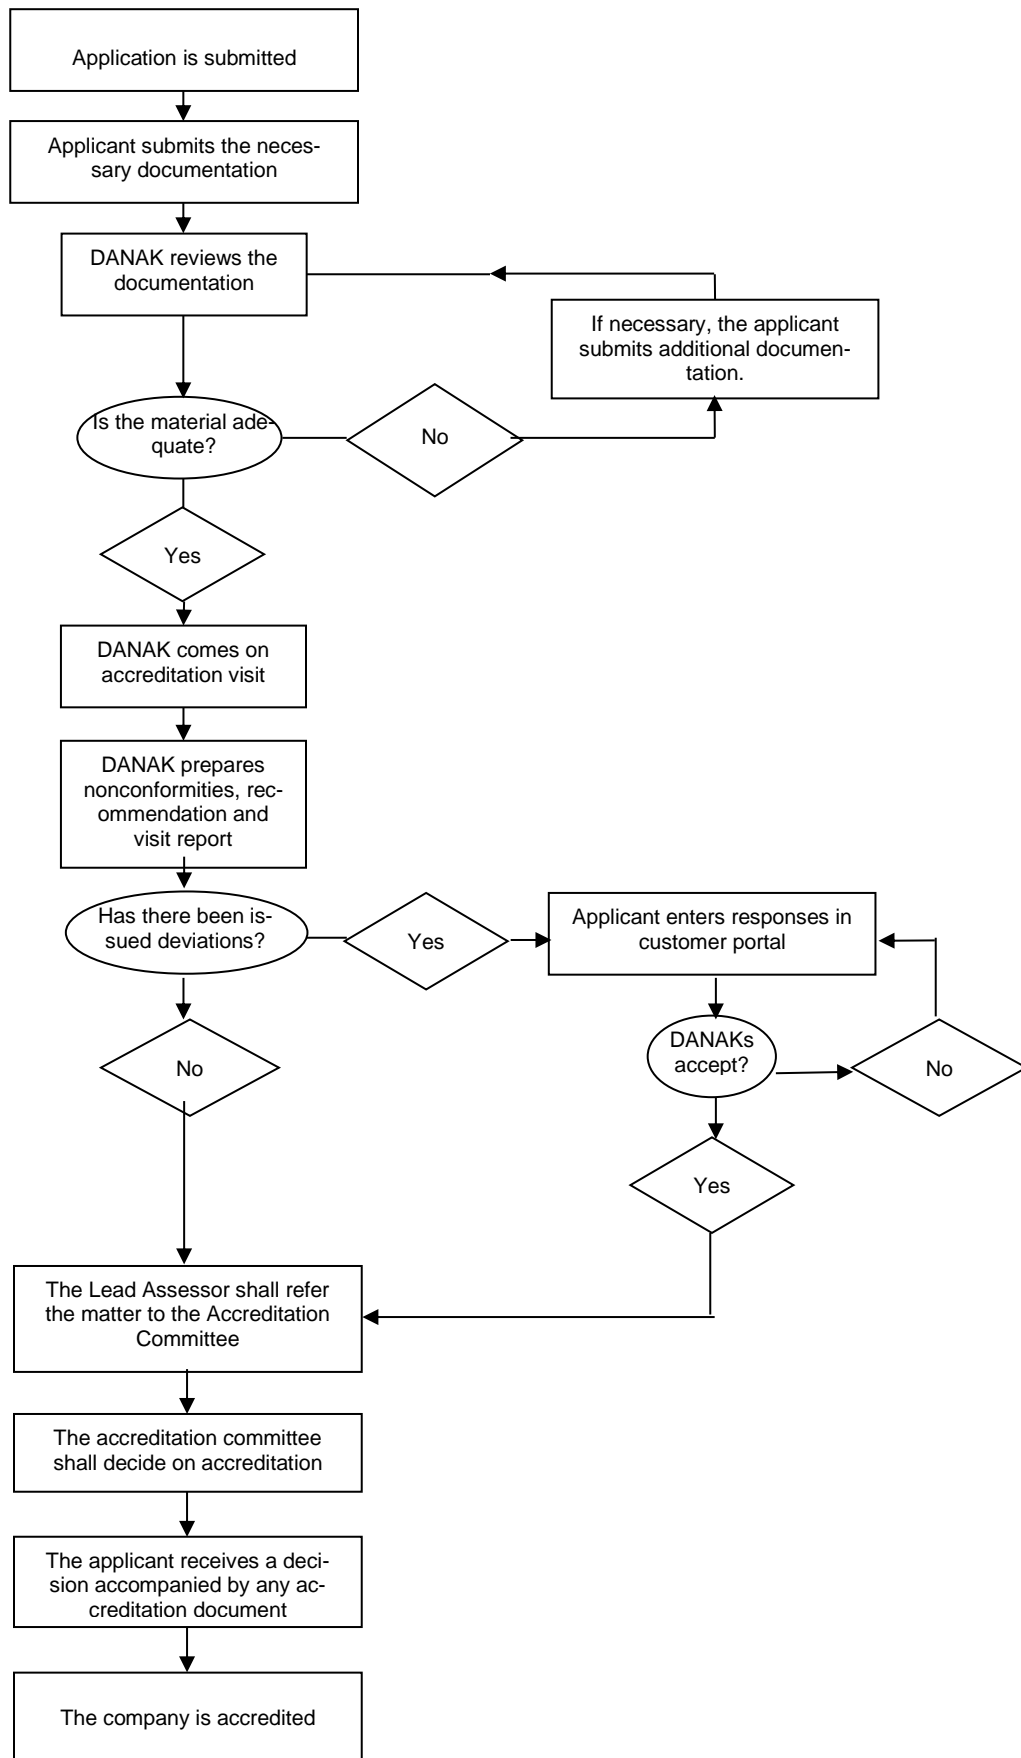 Application is submitted
Applicant submits the neces-
sary documentation
DANAK reviews the
documentation
If necessary, the applicant
submits additional documen-
tation.
Is the material ade-
quate?
No
Yes
DANAK comes on
accreditation visit
DANAK prepares
nonconformities, rec-
ommendation and
visit report
Has there been is-
sued deviations?
Yes
Applicant enters responses in
customer portal
No
DANAKs
accept?
No
Yes
The Lead Assessor shall refer
the matter to the Accreditation
Committee
The accreditation committee
shall decide on accreditation
The applicant receives a deci-
sion accompanied by any ac-
creditation document
The company is accredited